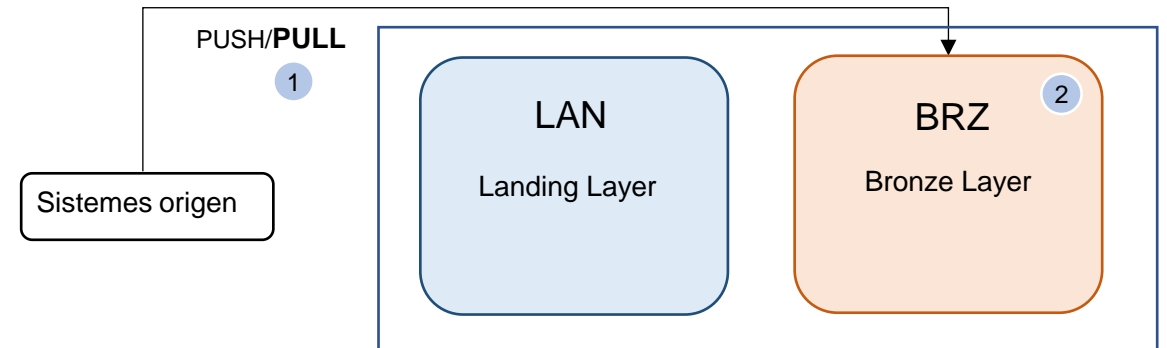 PUSH/PULL
1
LAN
Landing Layer
BRZ
2
Bronze Layer
Sistemes origen